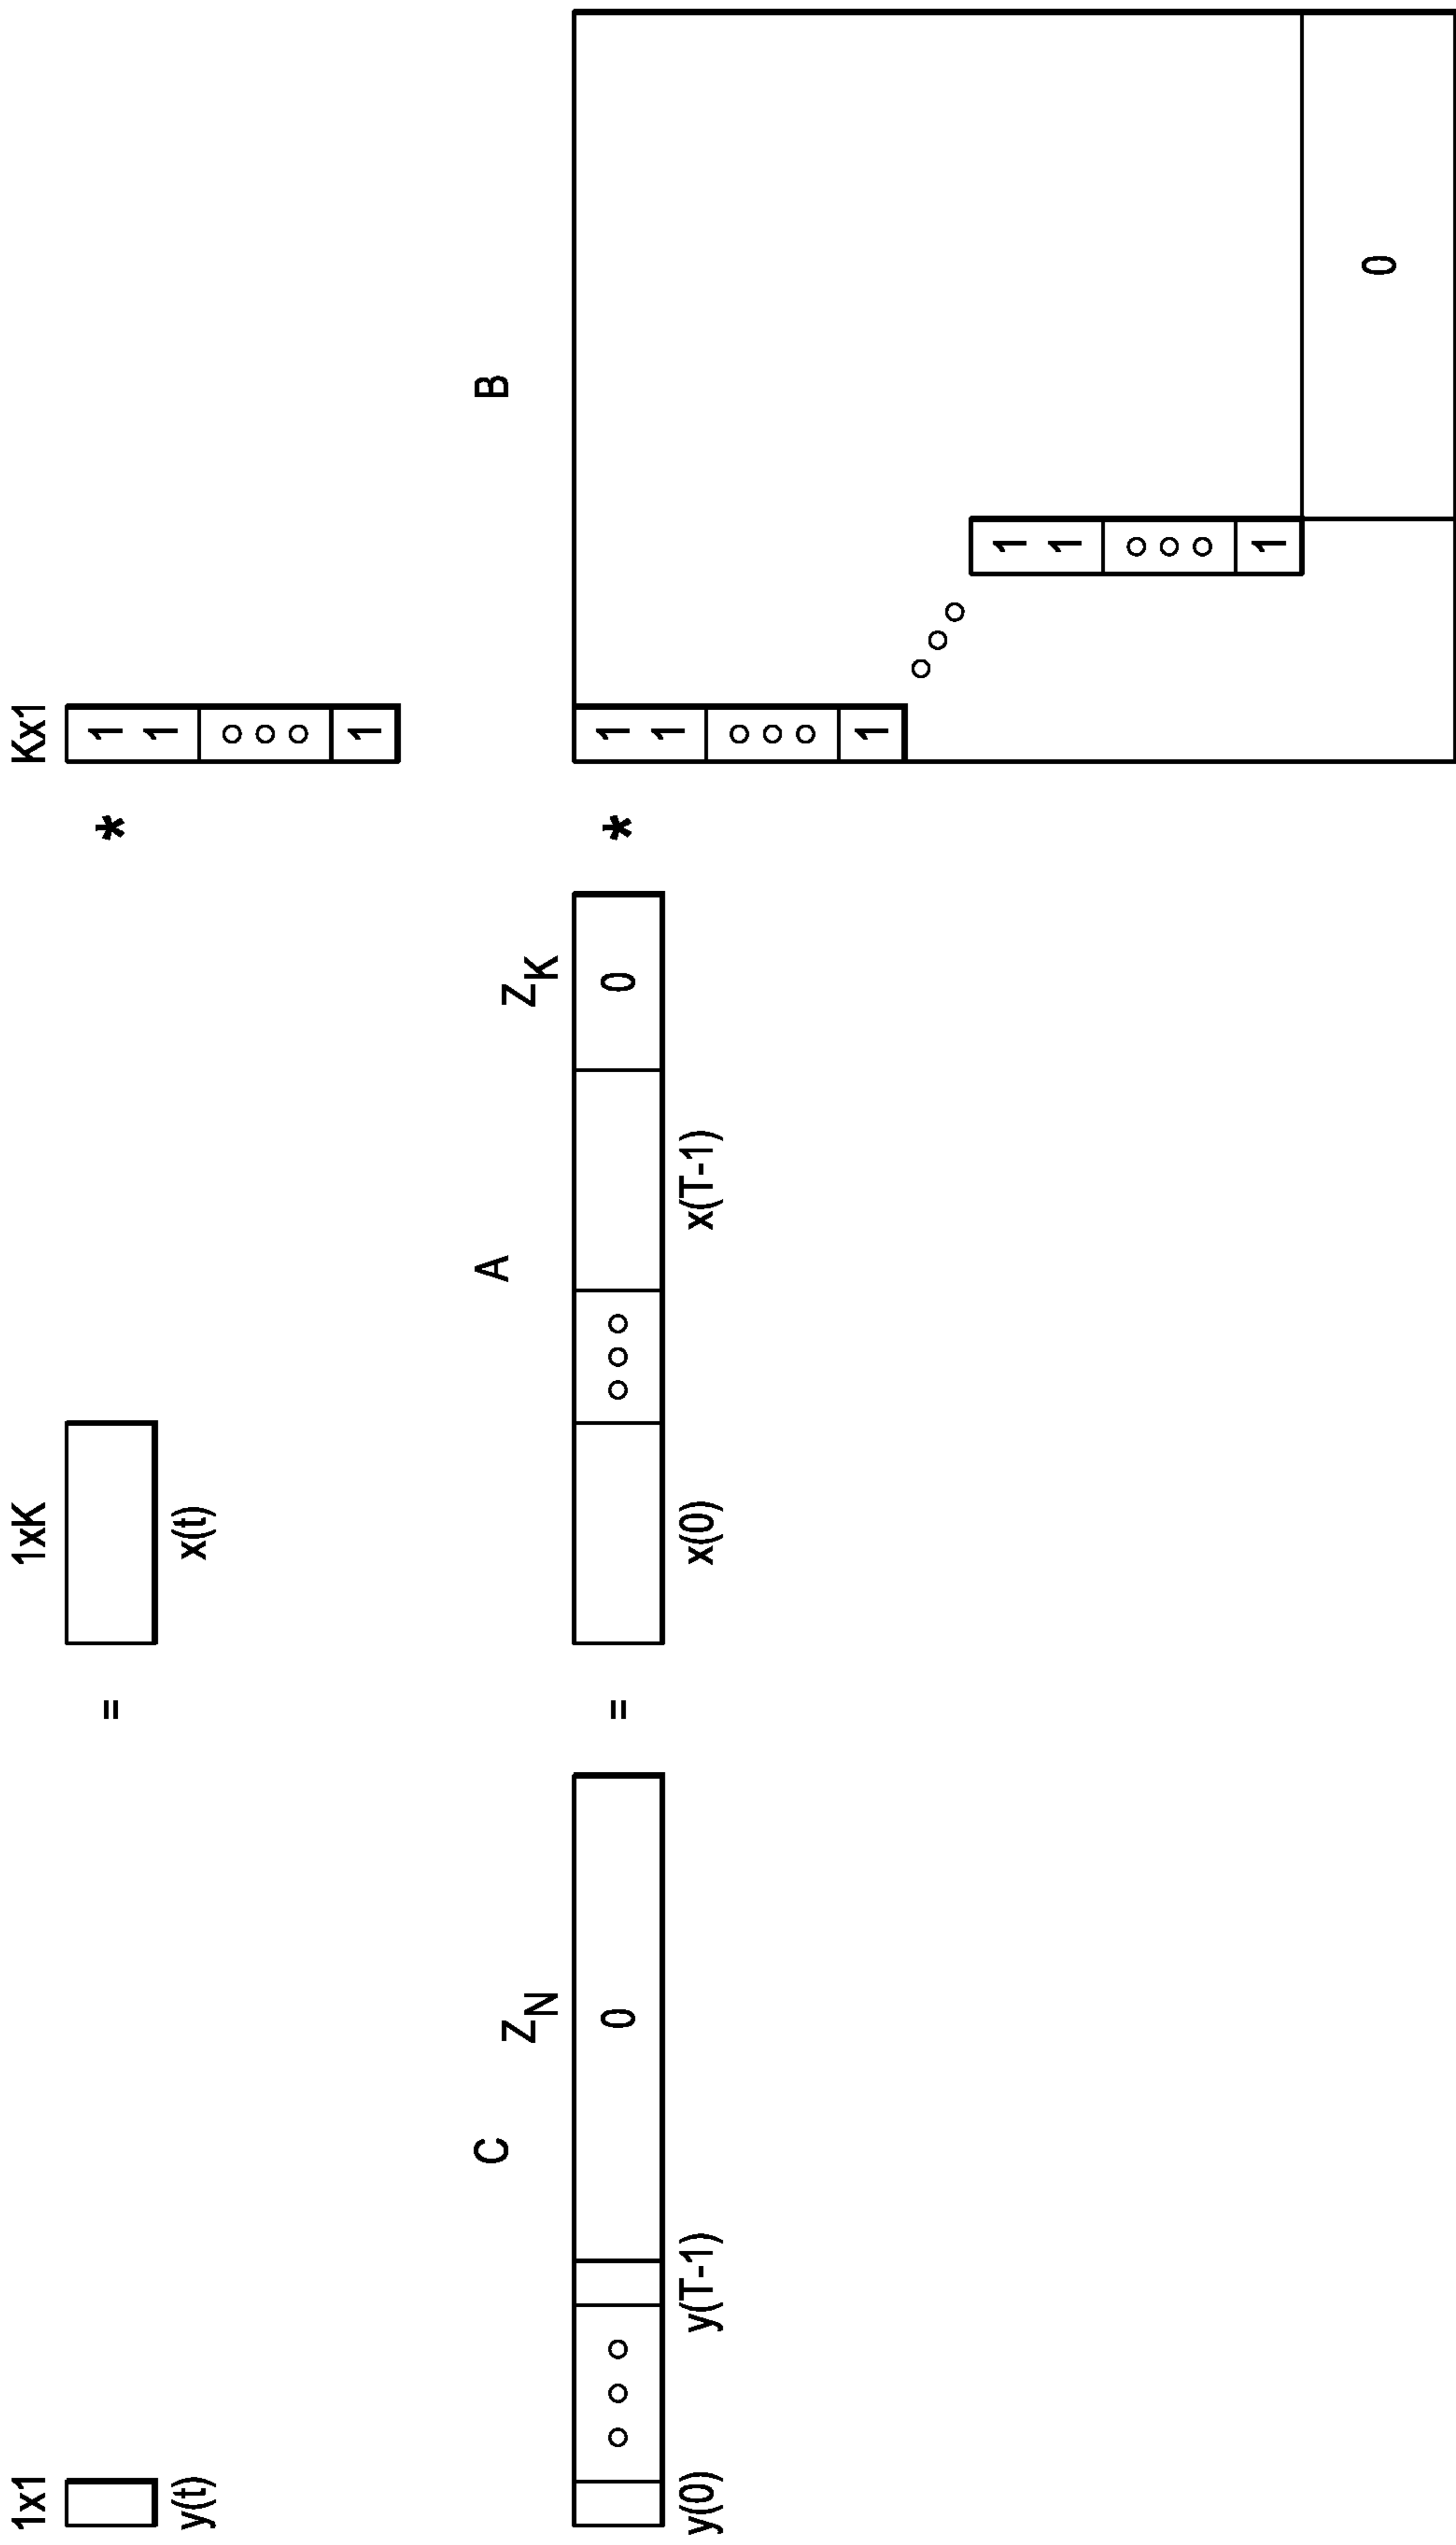 1x1 1xK Kx1
= * 1 1 ○ ○ ○ 1
y(t) x(t)
C A B
Z_N Z_K
○ ○ ○ 0 = ○ ○ ○ 0 * 1 1 ○ ○ ○ 1
y(0) y(T-1) x(0) x(T-1)
○ ○ ○
1 1 ○ ○ ○ 1
0